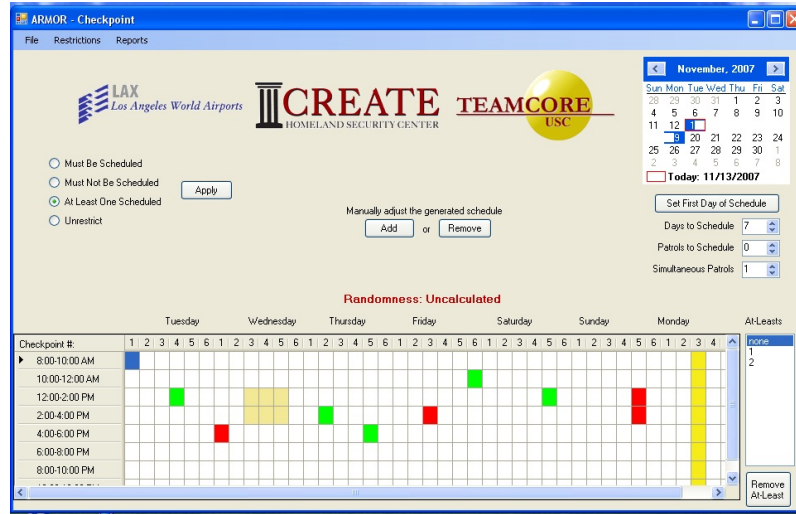 ARMOR - Checkpoint
File Restrictions Reports
LAX
Los Angeles World Airports
CREATE
HOMELAND SECURITY CENTER
TEAMCORE
USC
November, 2007
Sun Mon Tue Wed Thu Fri Sat
28 29 30 31 1 2 3
4 5 6 7 8 9 10
11 12 1
9 20 21 22 23 24
25 26 27 28 29 30 1
2 3 4 5 6 7 8
Today: 11/13/2007
Must Be Scheduled
Must Not Be Scheduled
At Least One Scheduled
Unrestrict
Apply
Manually adjust the generated schedule
Add or Remove
Set First Day of Schedule
Days to Schedule 7
Patrols to Schedule 0
Simultaneous Patrols 1
Randomness: Uncalculated
Tuesday Wednesday Thursday Friday Saturday Sunday Monday At-Leasts
Checkpoint #: 1 2 3 4 5 6 1 2 3 4 5 6 1 2 3 4 5 6 1 2 3 4 5 6 1 2 3 4 5 6 1 2 3 4 5 6 1 2 3 4
none
1
2
8:00-10:00 AM
10:00-12:00 AM
12:00-2:00 PM
2:00-4:00 PM
4:00-6:00 PM
6:00-8:00 PM
8:00-10:00 PM
Remove
At-Least